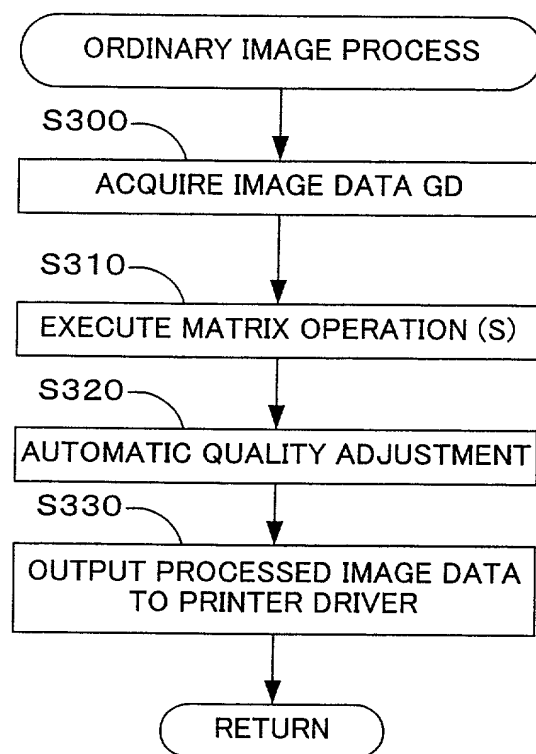 ORDINARY IMAGE PROCESS
S300
ACQUIRE IMAGE DATA GD
S310
EXECUTE MATRIX OPERATION (S)
S320
AUTOMATIC QUALITY ADJUSTMENT
S330
OUTPUT PROCESSED IMAGE DATA
TO PRINTER DRIVER
RETURN